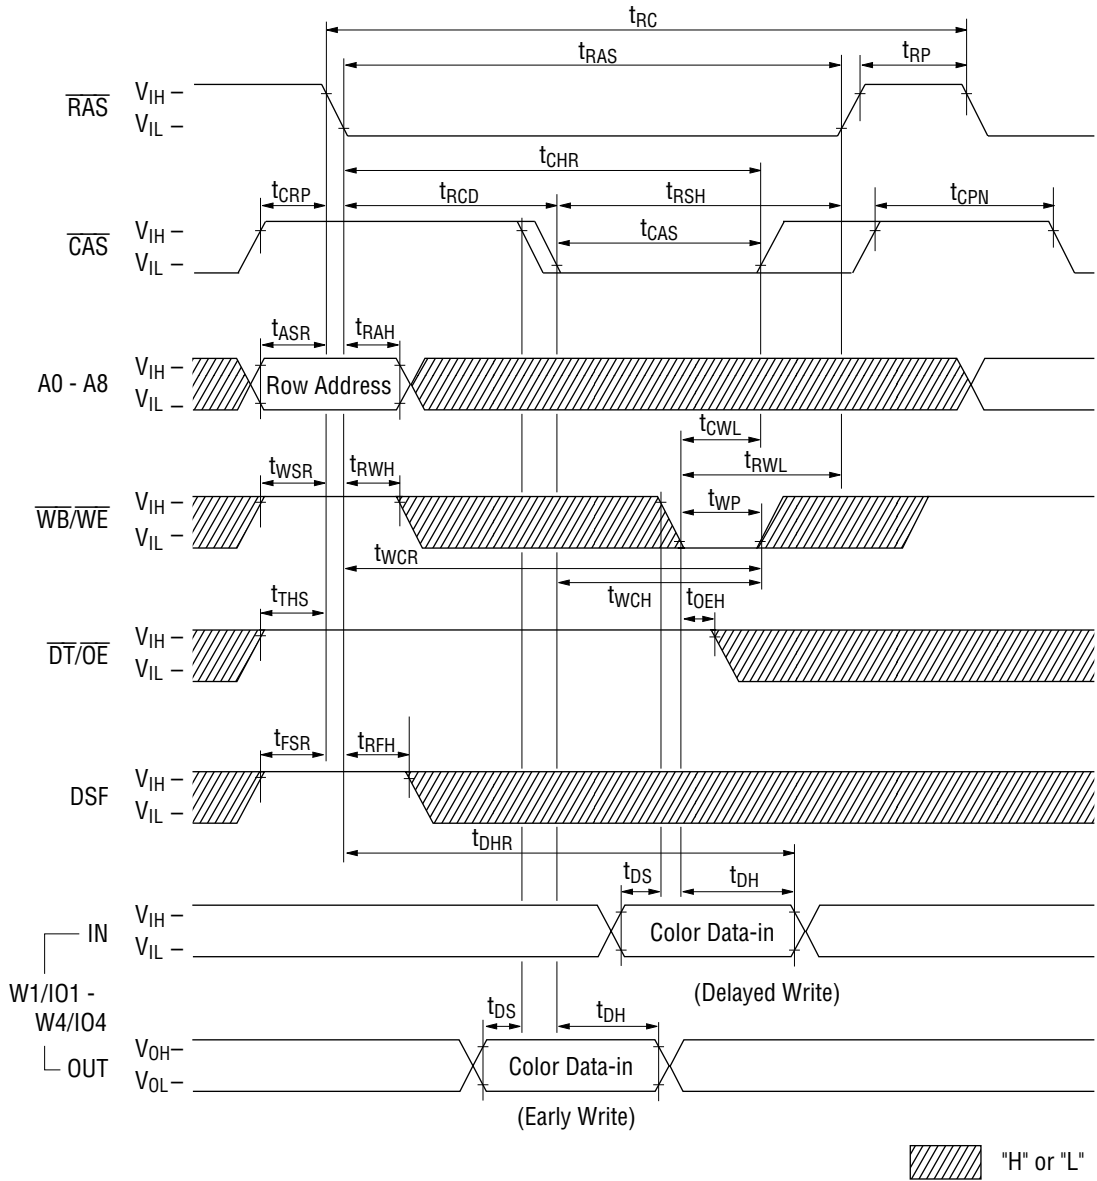 tRC
tRAS
tRP
RAS
VIH –
VIL –
tCHR
tCRP
tRCD
tRSH
tCPN
CAS
VIH –
VIL –
tCAS
tASR
tRAH
A0 - A8
VIH –
VIL –
Row Address
tCWL
tWSR
tRWH
tRWL
WB/WE
VIH –
VIL –
tWP
tWCR
tWCH
tTHS
tOEH
DT/OE
VIH –
VIL –
tFSR
tRFH
DSF
VIH –
VIL –
tDHR
tDS
tDH
IN
VIH –
VIL –
Color Data-in
(Delayed Write)
W1/IO1 -
W4/IO4
tDS
tDH
OUT
VOH–
VOL–
Color Data-in
(Early Write)
"H" or "L"